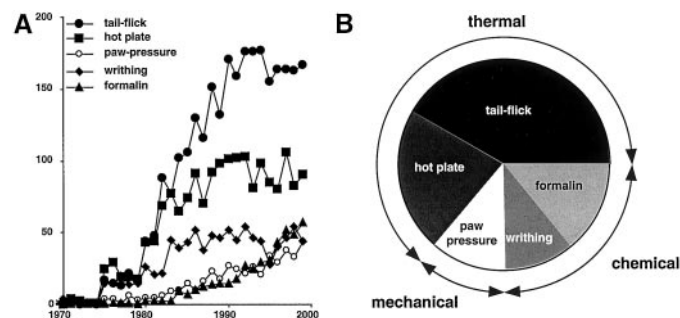 A
tail-flick
hot plate
paw-pressure
writhing
formalin
200
150
100
50
0
1970 1980 1990 2000
B
thermal
tail-flick
hot plate
formalin
paw
pressure
writhing
chemical
mechanical